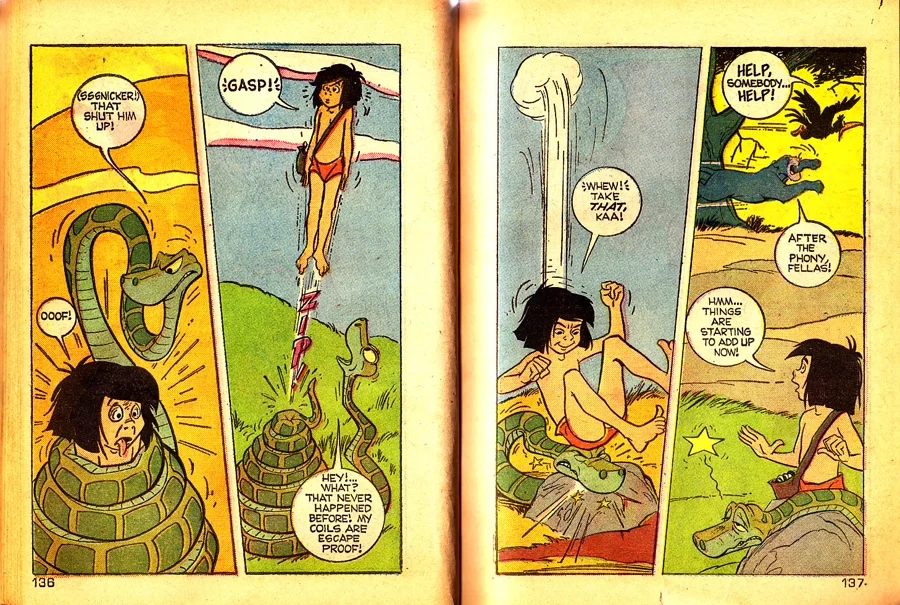 (SSSNICKER!)
THAT
SHUT HIM
UP!
OOOF!
GASP!
ZIP!
HEY!...
WHAT?
THAT NEVER
HAPPENED
BEFORE! MY
COILS ARE
ESCAPE
PROOF!
136
WHEW!
TAKE
THAT,
KAA!
HELP,
SOMEBODY...
HELP!
AFTER
THE
PHONY,
FELLAS!
HMM...
THINGS
ARE
STARTING
TO ADD UP
NOW!
137